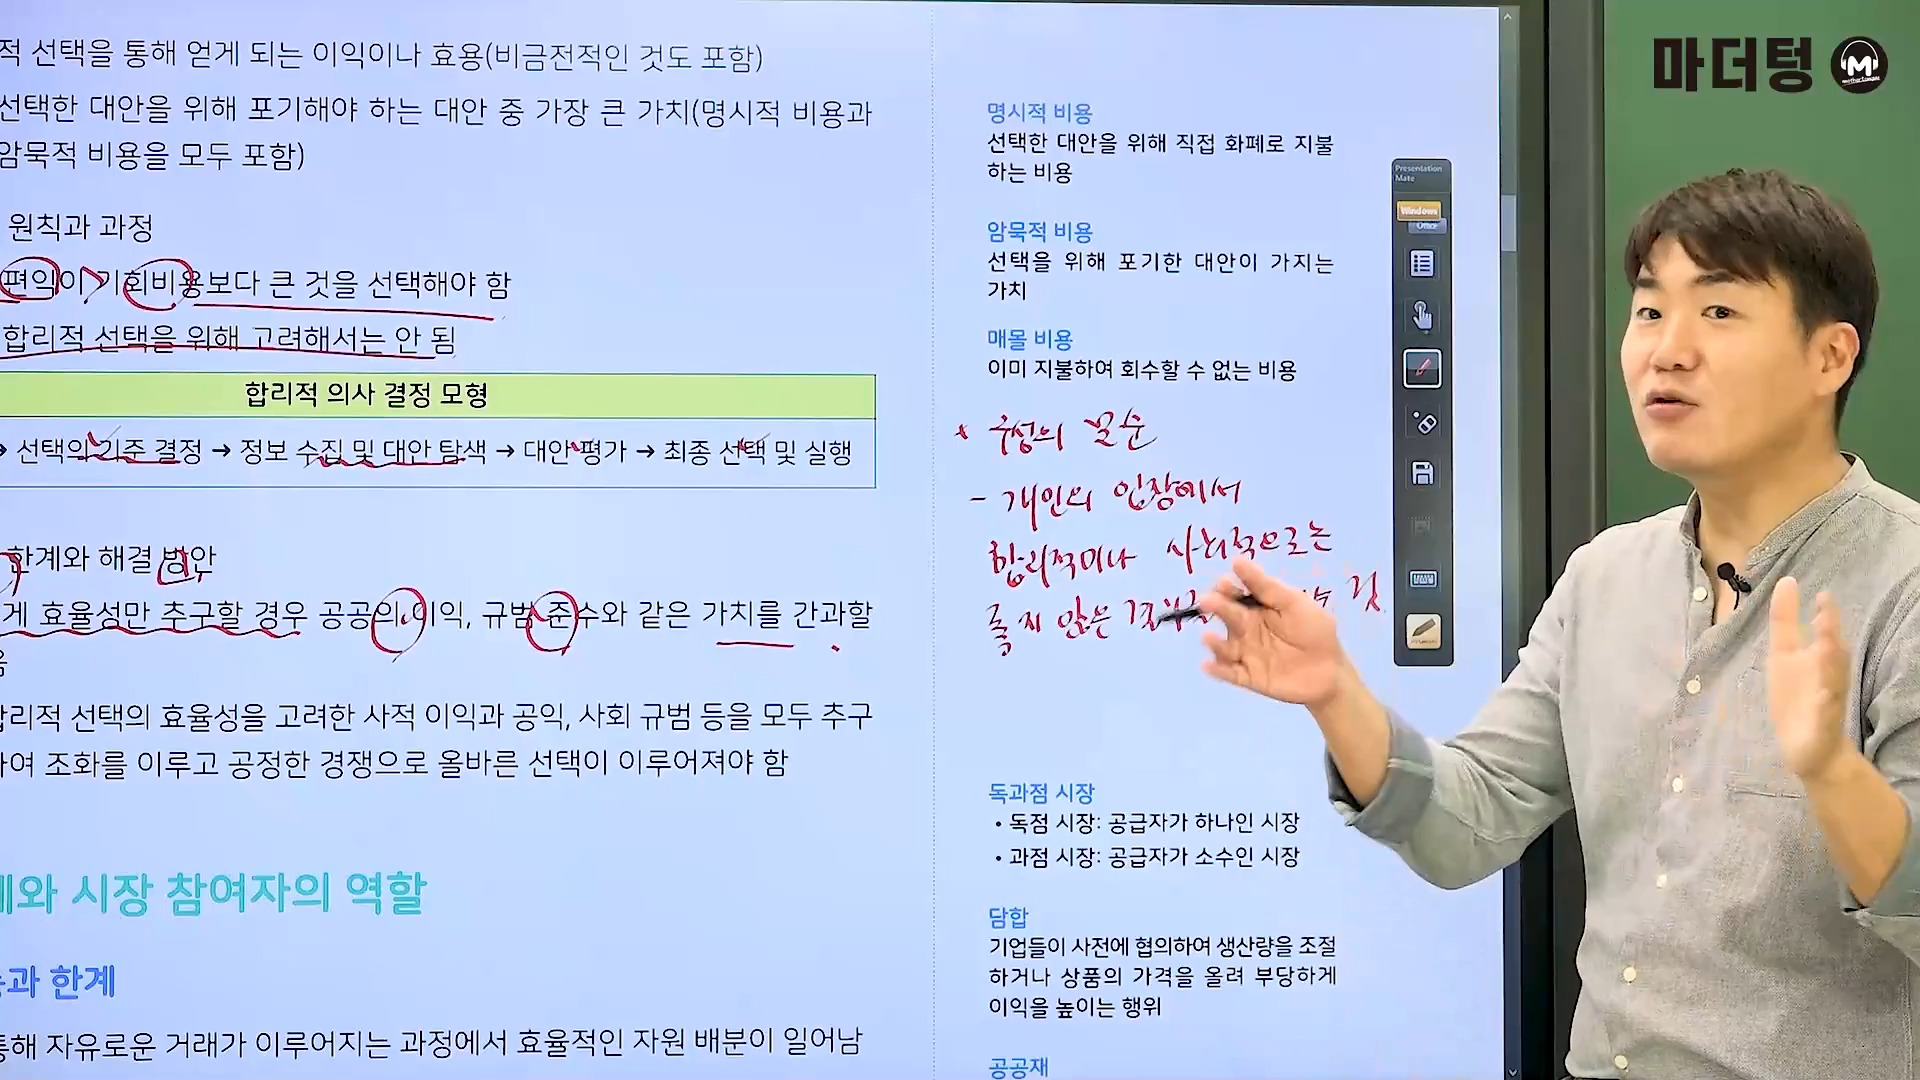 적 선택을 통해 얻게 되는 이익이나 효용(비금전적인 것도 포함)
선택한 대안을 위해 포기해야 하는 대안 중 가장 큰 가치(명시적 비용과
암묵적 비용을 모두 포함)
원칙과 과정
편익이 기회비용보다 큰 것을 선택해야 함
합리적 선택을 위해 고려해서는 안 됨
합리적 의사 결정 모형
→ 선택의 기준 결정 → 정보 수집 및 대안 탐색 → 대안 평가 → 최종 선택 및 실행
한계와 해결 방안
게 효율성만 추구할 경우 공공의 이익, 규범 준수와 같은 가치를 간과할
음
합리적 선택의 효율성을 고려한 사적 이익과 공익, 사회 규범 등을 모두 추구
하여 조화를 이루고 공정한 경쟁으로 올바른 선택이 이루어져야 함
와 시장 참여자의 역할
과 한계
통해 자유로운 거래가 이루어지는 과정에서 효율적인 자원 배분이 일어남
명시적 비용
선택한 대안을 위해 직접 화폐로 지불
하는 비용
암묵적 비용
선택을 위해 포기한 대안이 가지는
가치
매몰 비용
이미 지불하여 회수할 수 없는 비용
구성의 모순
- 개인의 입장에서
합리적이나 사회적으로는
좋지 않은 것
독과점 시장
• 독점 시장: 공급자가 하나인 시장
• 과점 시장: 공급자가 소수인 시장
담합
기업들이 사전에 협의하여 생산량을 조절
하거나 상품의 가격을 올려 부당하게
이익을 높이는 행위
공공재
Presentation
Mate
Windows
Office
마더텅
M